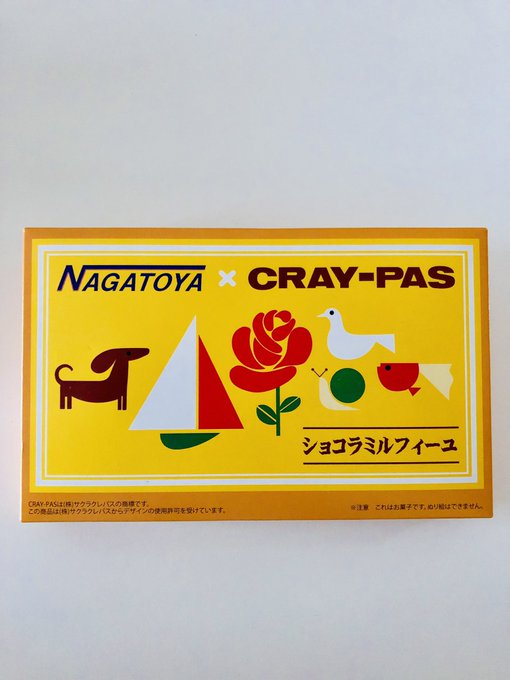 NAGATOYA × CRAY-PAS
ショコラミルフィーユ
CRAY-PASは(株)サクラクレパスの商標です。
この商品は(株)サクラクレパスからデザインの使用許可を受けています。
※注意 これはお菓子です。ぬり絵はできません。